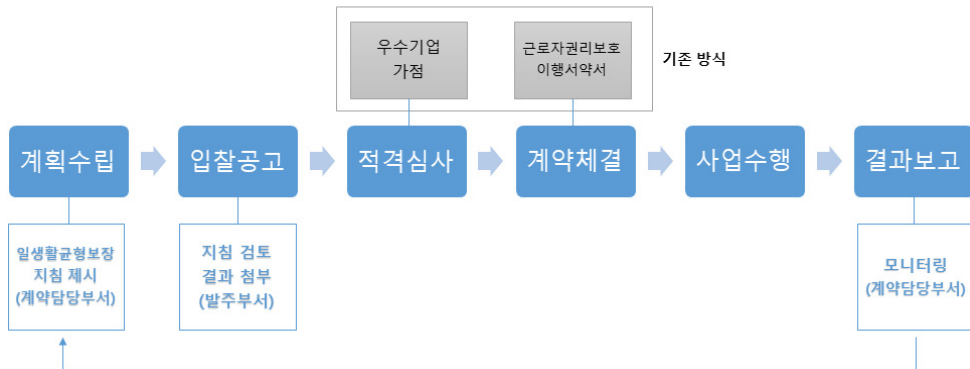 우수기업
가점
근로자권리보호
이행서약서
기존 방식
계획수립
입찰공고
적격심사
계약체결
사업수행
결과보고
일생활균형보장
지침 제시
(계약담당부서)
지침 검토
결과 첨부
(발주부서)
모니터링
(계약담당부서)